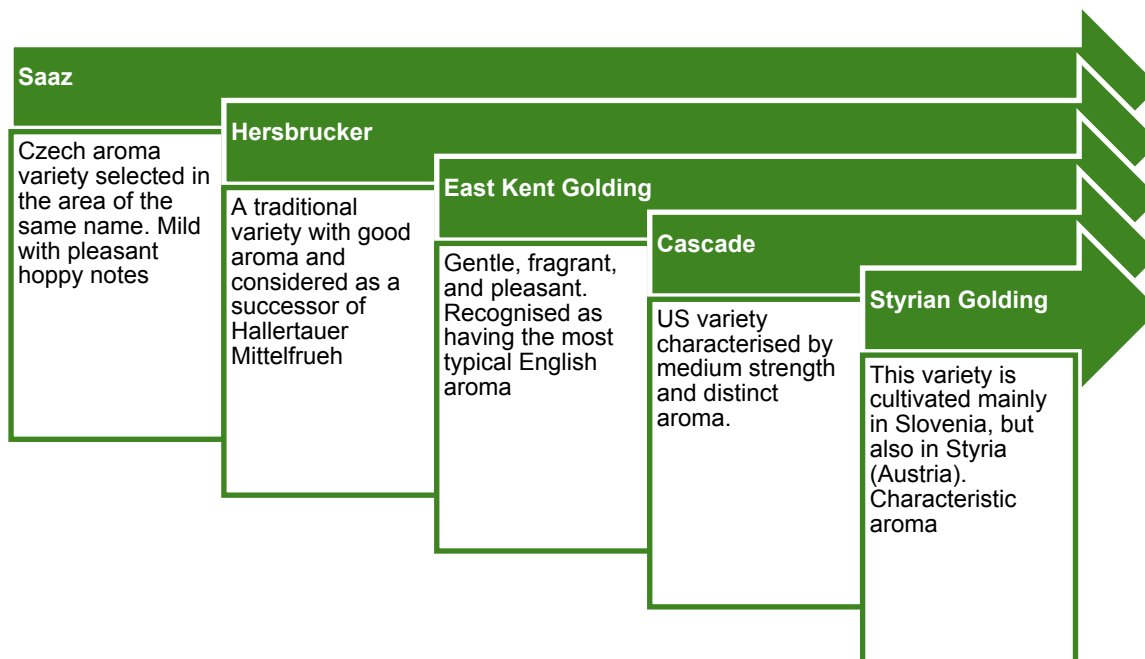 Saaz
Czech aroma
variety selected in
the area of the
same name. Mild
with pleasant
hoppy notes
Hersbrucker
A traditional
variety with good
aroma and
considered as a
successor of
Hallertauer
Mittelfrueh
East Kent Golding
Gentle, fragrant,
and pleasant.
Recognised as
having the most
typical English
aroma
Cascade
US variety
characterised by
medium strength
and distinct
aroma.
Styrian Golding
This variety is
cultivated mainly
in Slovenia, but
also in Styria
(Austria).
Characteristic
aroma